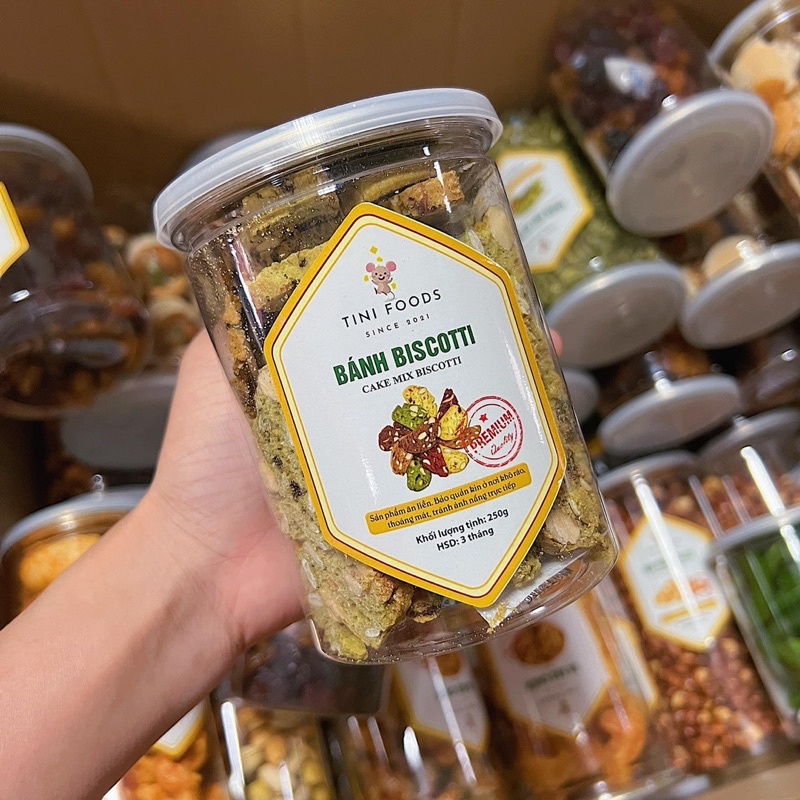 TINI FOODS
SINCE 2021
BÁNH BISCOTTI
CAKE MIX BISCOTTI
PREMIUM
Quality
Sản phẩm ăn liền. Bảo quản kín ở nơi khô ráo,
thoáng mát, tránh ánh nắng trực tiếp
Khối lượng tịnh: 250g
HSD: 3 tháng